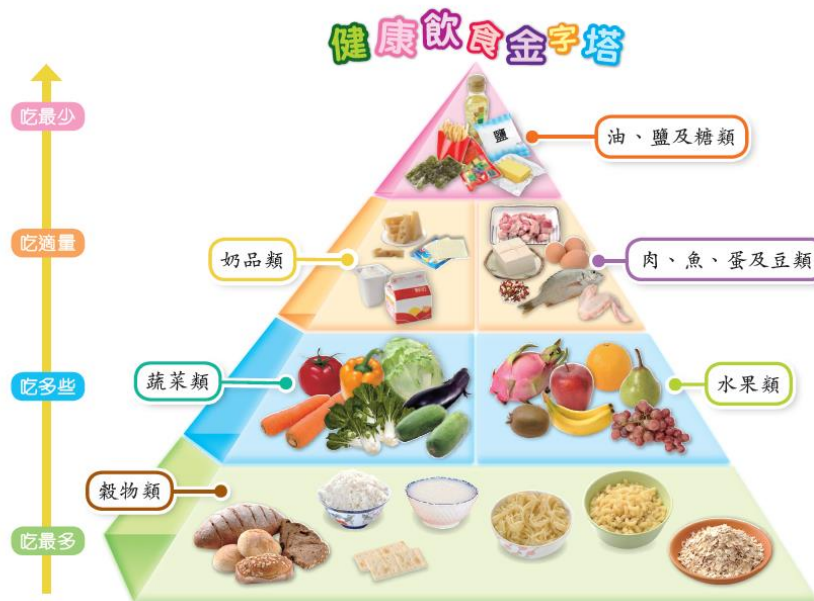 健康飲食金字塔
吃最少
鹽
油、鹽及糖類
吃適量
奶品類
肉、魚、蛋及豆類
吃多些
蔬菜類
水果類
穀物類
吃最多